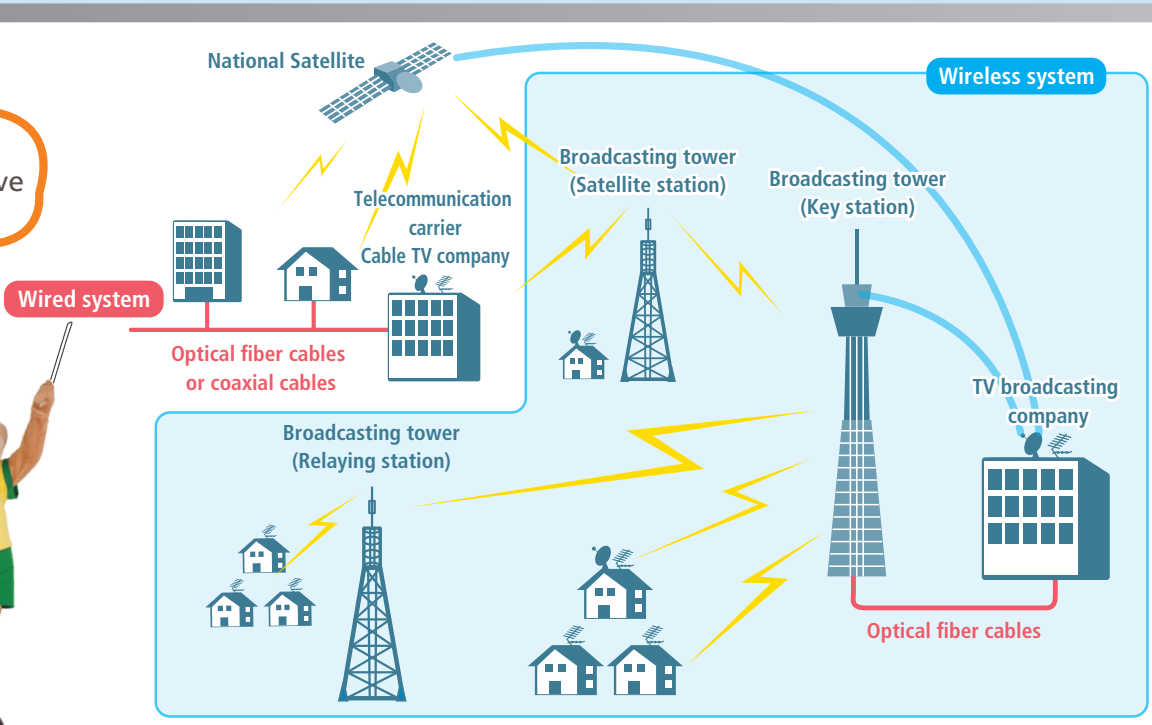 National Satellite
Wireless system
ve
Broadcasting tower
(Satellite station)
Broadcasting tower
(Key station)
Telecommunication
carrier
Cable TV company
Wired system
Optical fiber cables
or coaxial cables
TV broadcasting
company
Broadcasting tower
(Relaying station)
Optical fiber cables